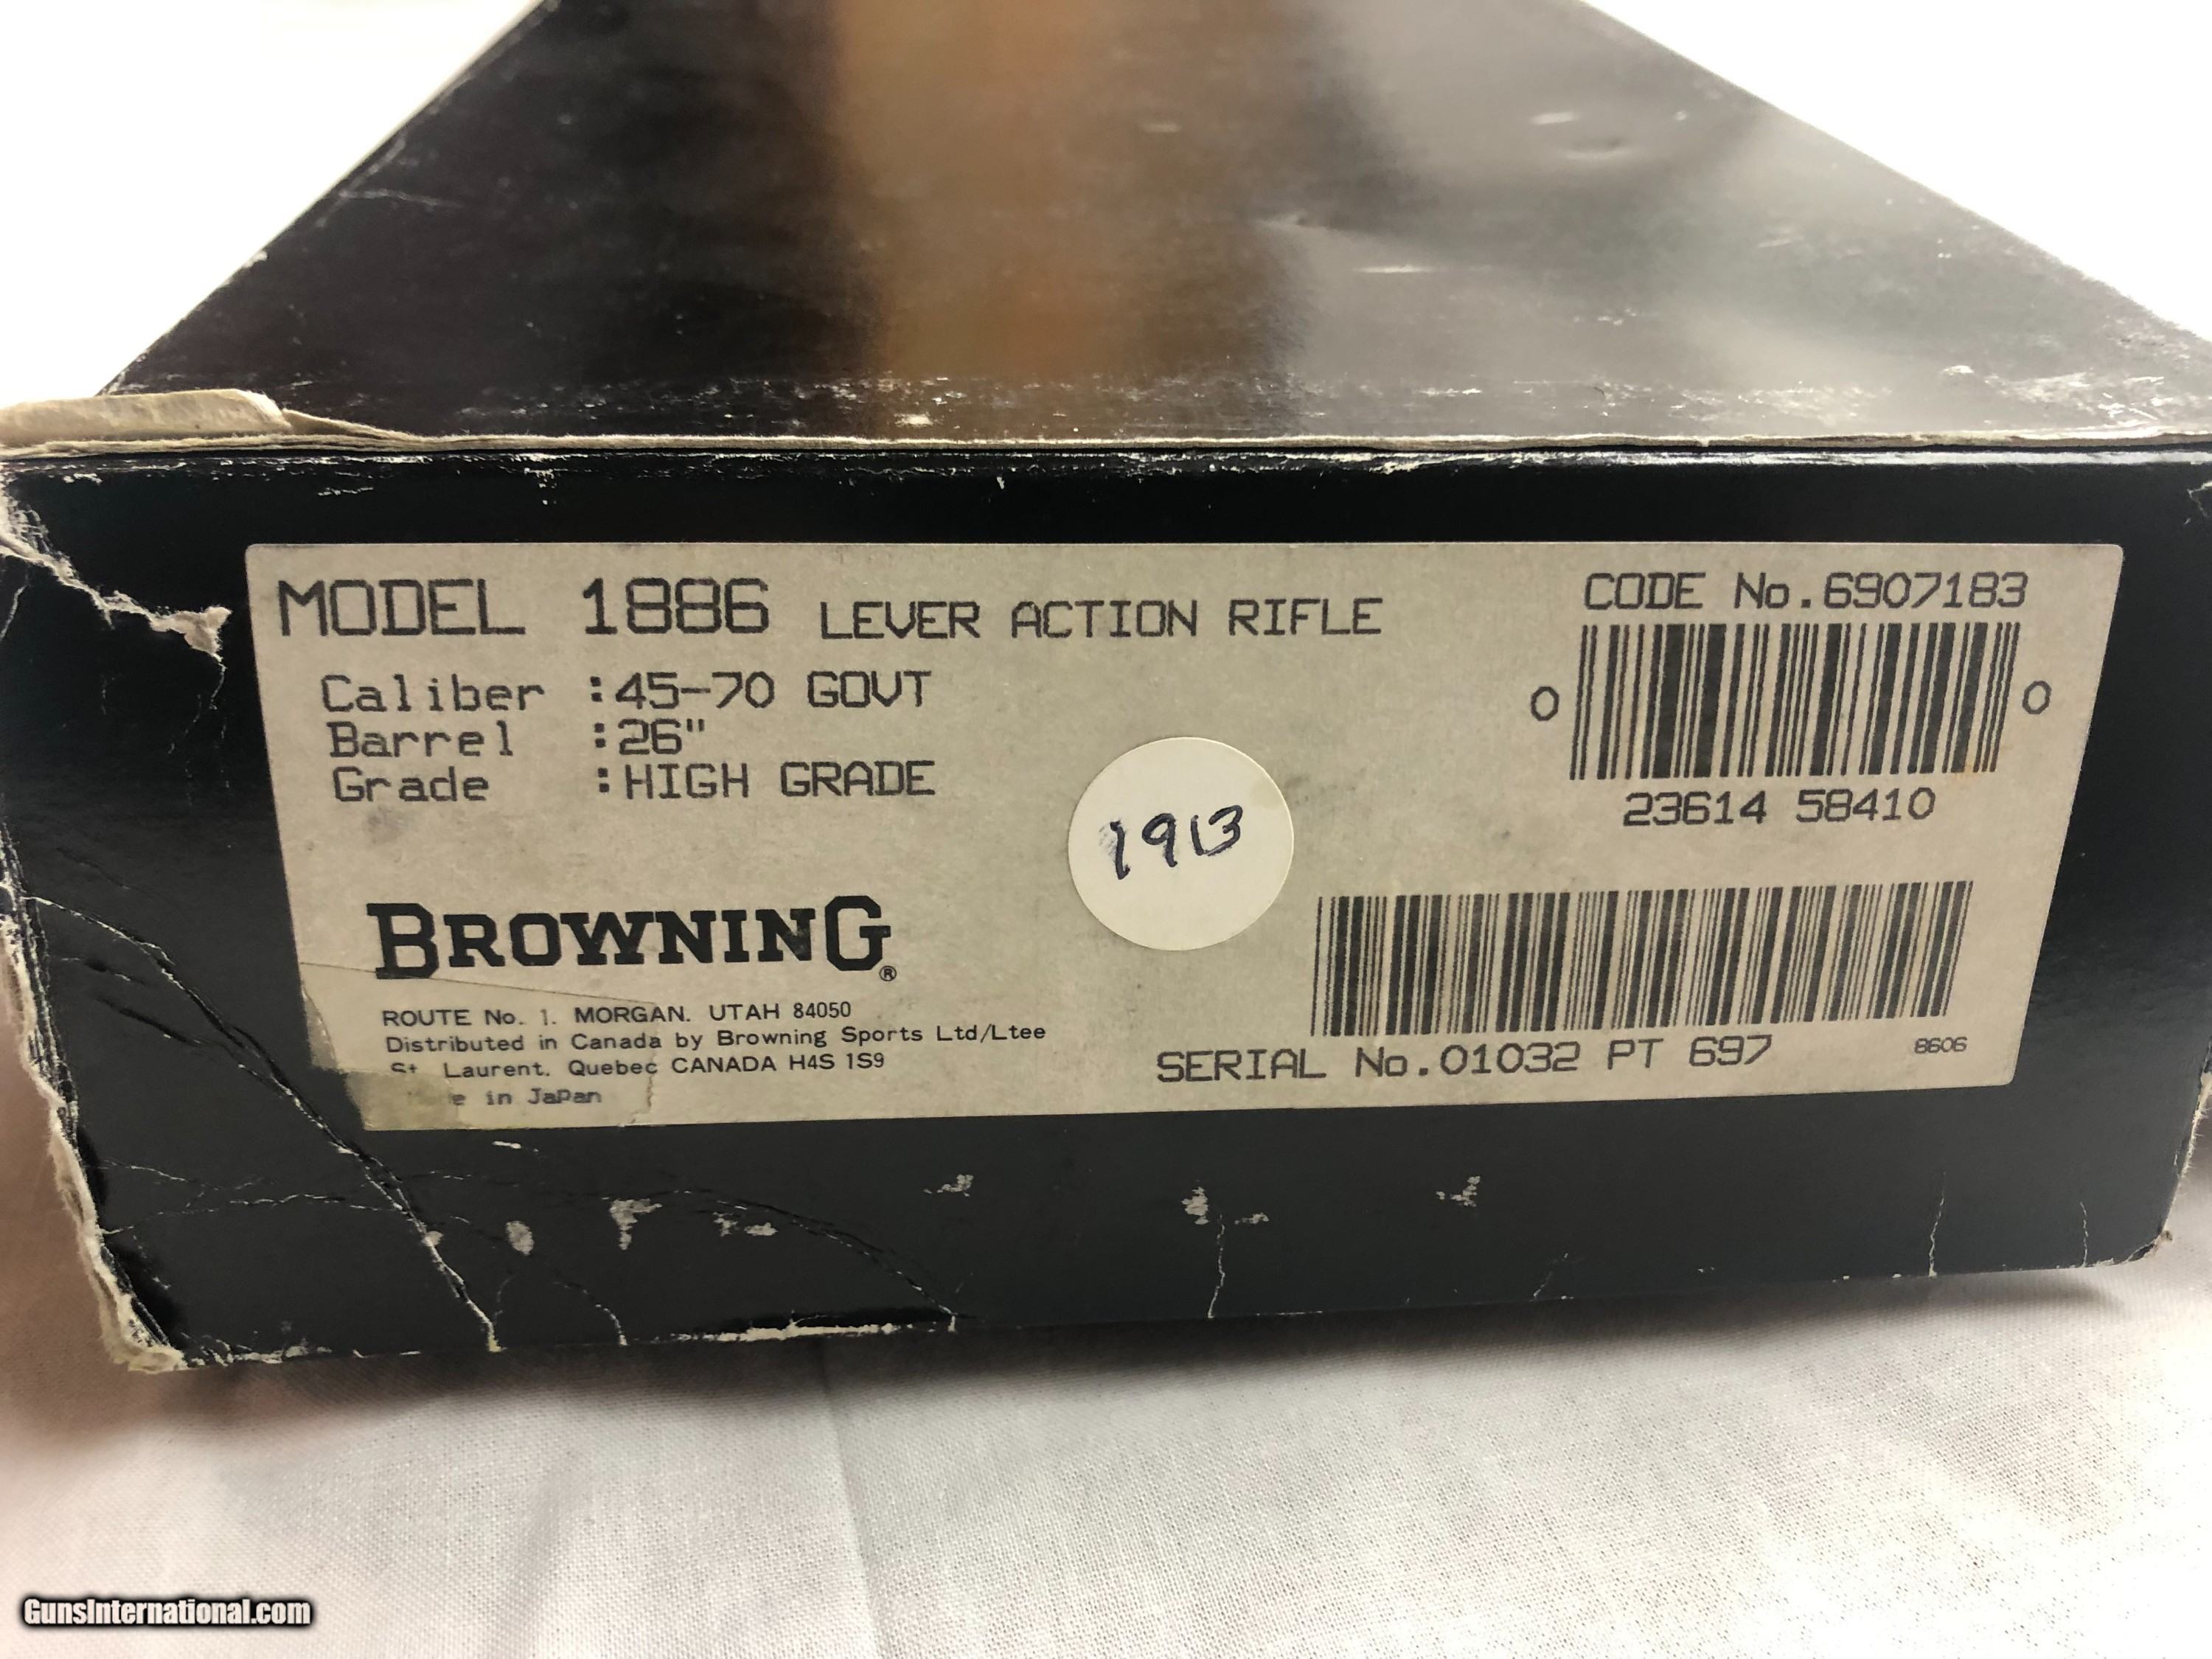 MODEL 1886 LEVER ACTION RIFLE
Caliber :45-70 GOVT
Barrel :26"
Grade :HIGH GRADE
CODE No.6907183
0 0
23614 58410
1913
BROWNING®
ROUTE No. 1. MORGAN. UTAH 84050
Distributed in Canada by Browning Sports Ltd/Ltee
St. Laurent. Quebec CANADA H4S 1S9
e in Japan
SERIAL No.01032 PT 697
8606
GunsInternational.com